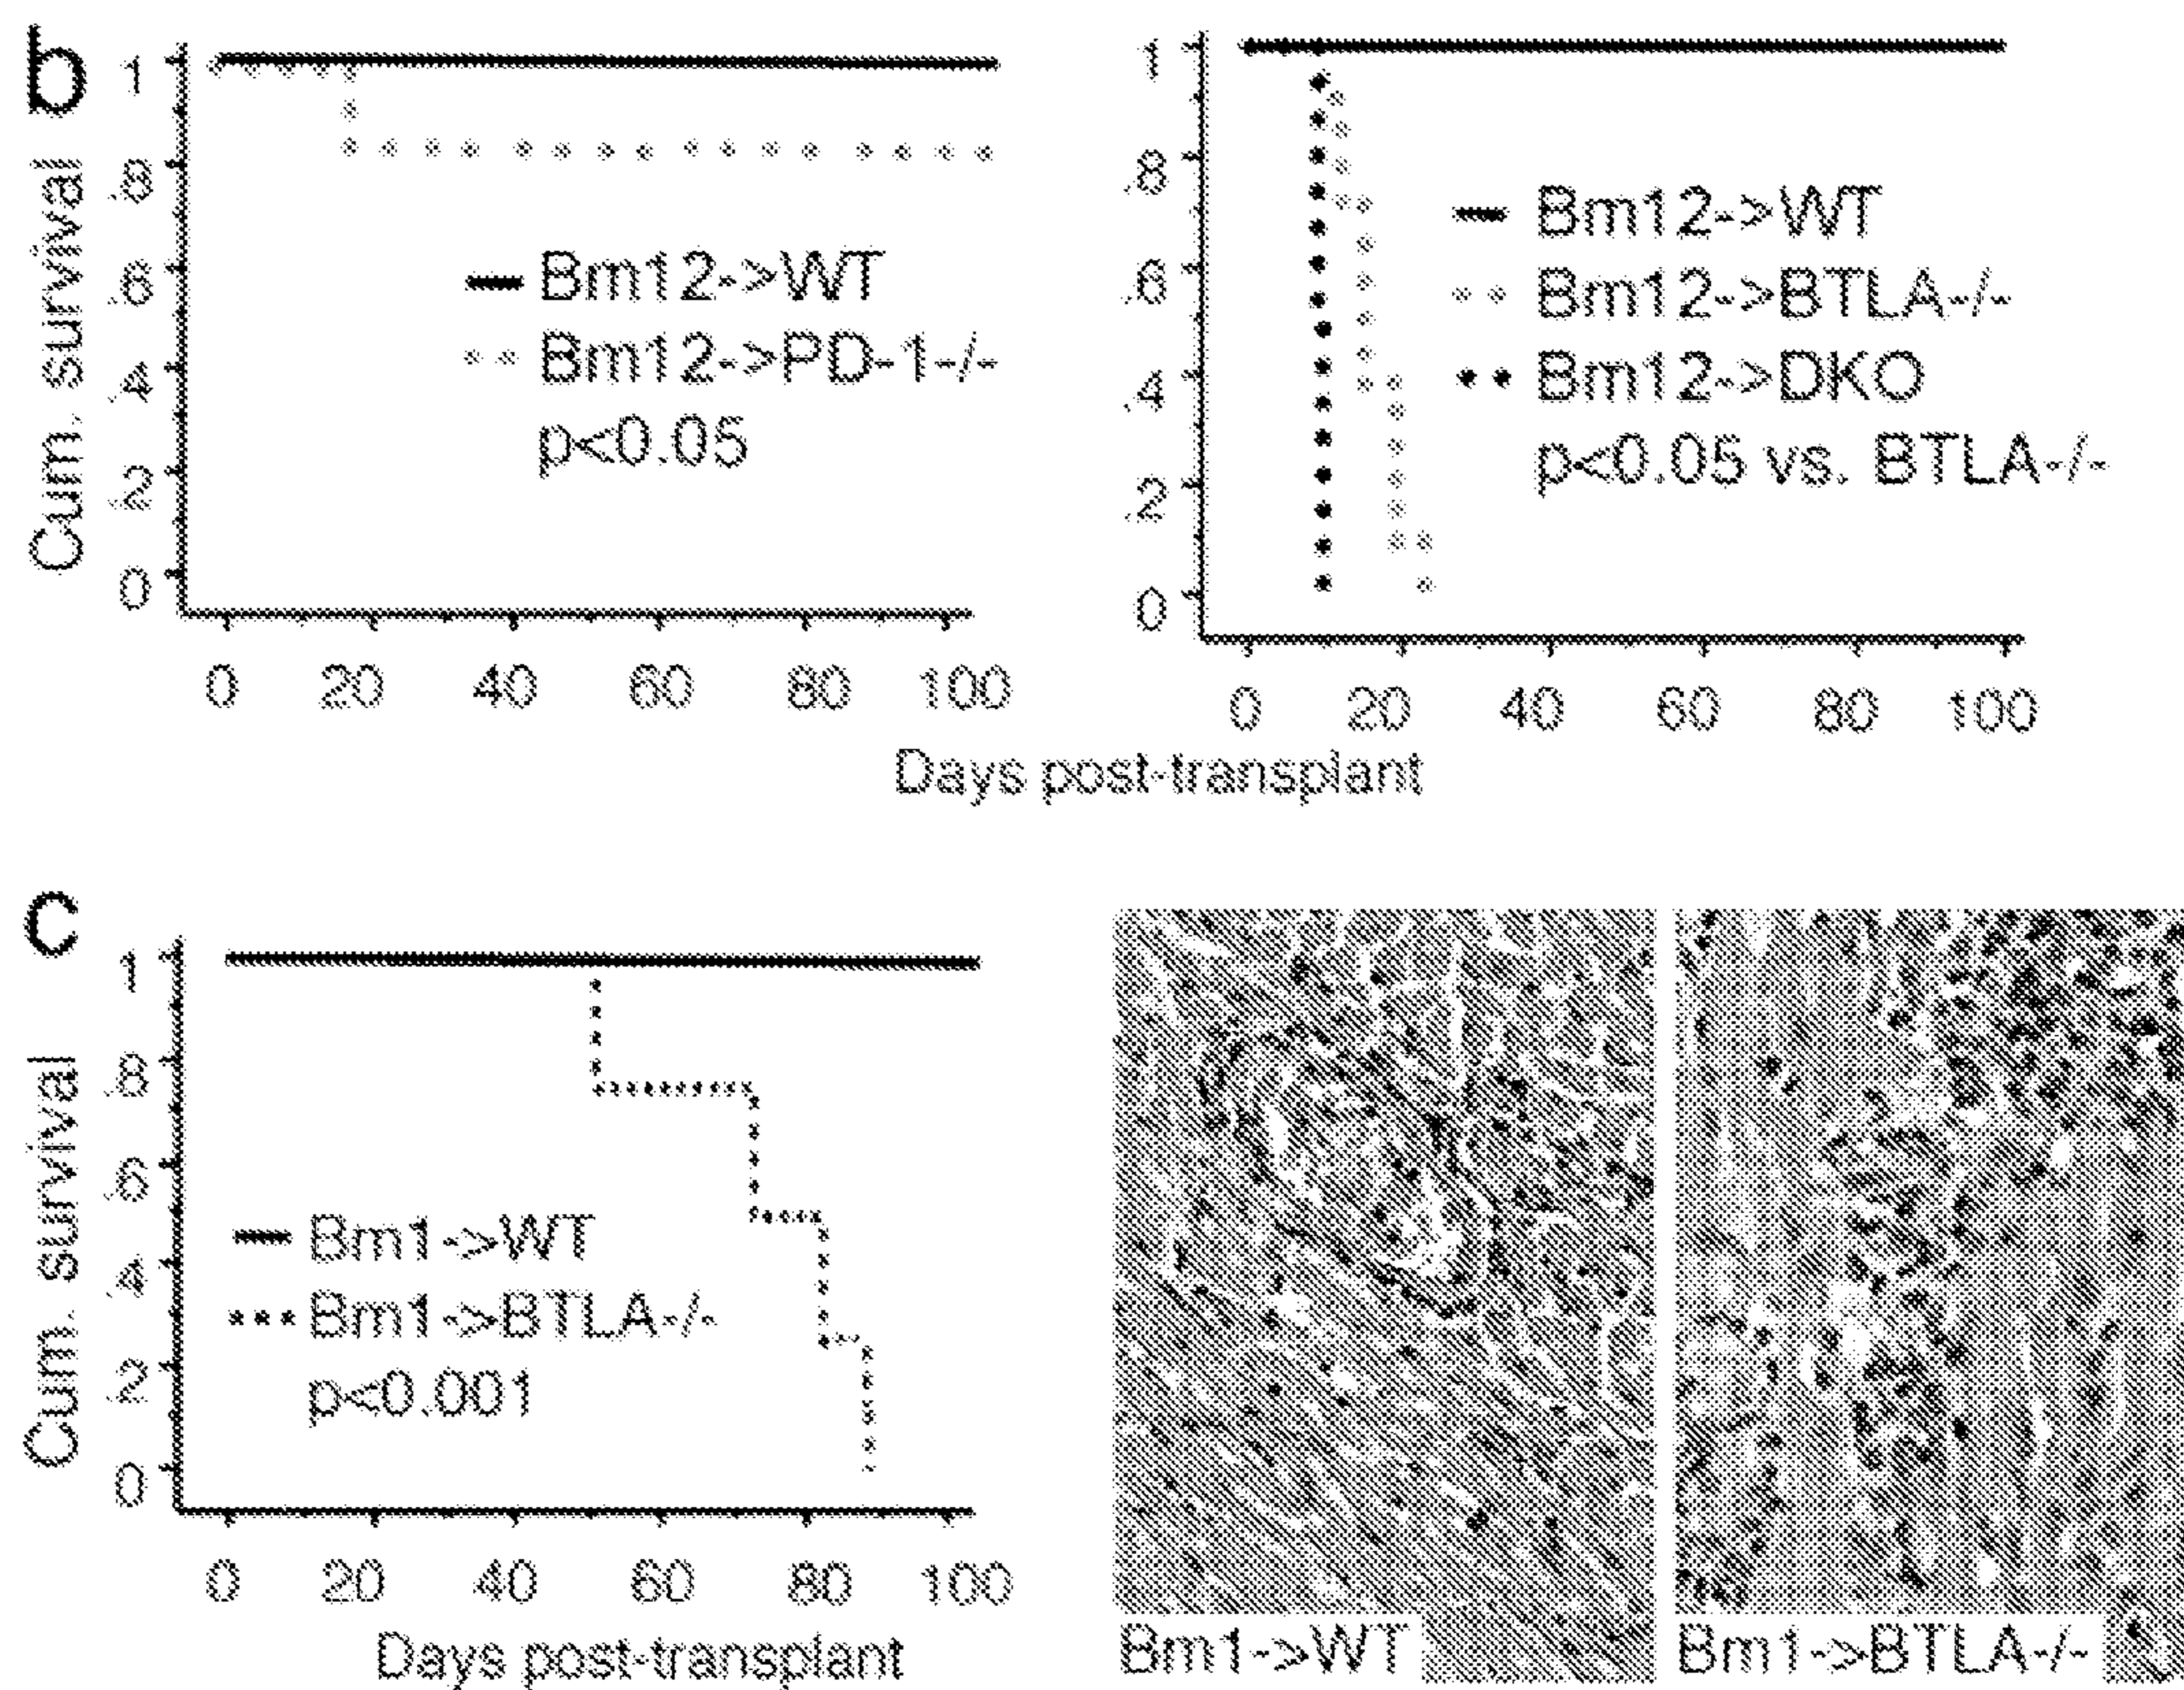 b
Cum. survival
1
.8
.6
.4
.2
0
Bm12->WT
Bm12->PD-1-/-
p<0.05
0 20 40 60 80 100
1
.8
.6
.4
.2
0
Bm12->WT
Bm12->BTLA-/-
Bm12->DKO
p<0.05 vs. BTLA-/-
0 20 40 60 80 100
Days post-transplant
c
Cum. survival
1
.8
.6
.4
.2
0
Bm1->WT
Bm1->BTLA-/-
p<0.001
0 20 40 60 80 100
Days post-transplant
Bm1->WT
Bm1->BTLA-/-